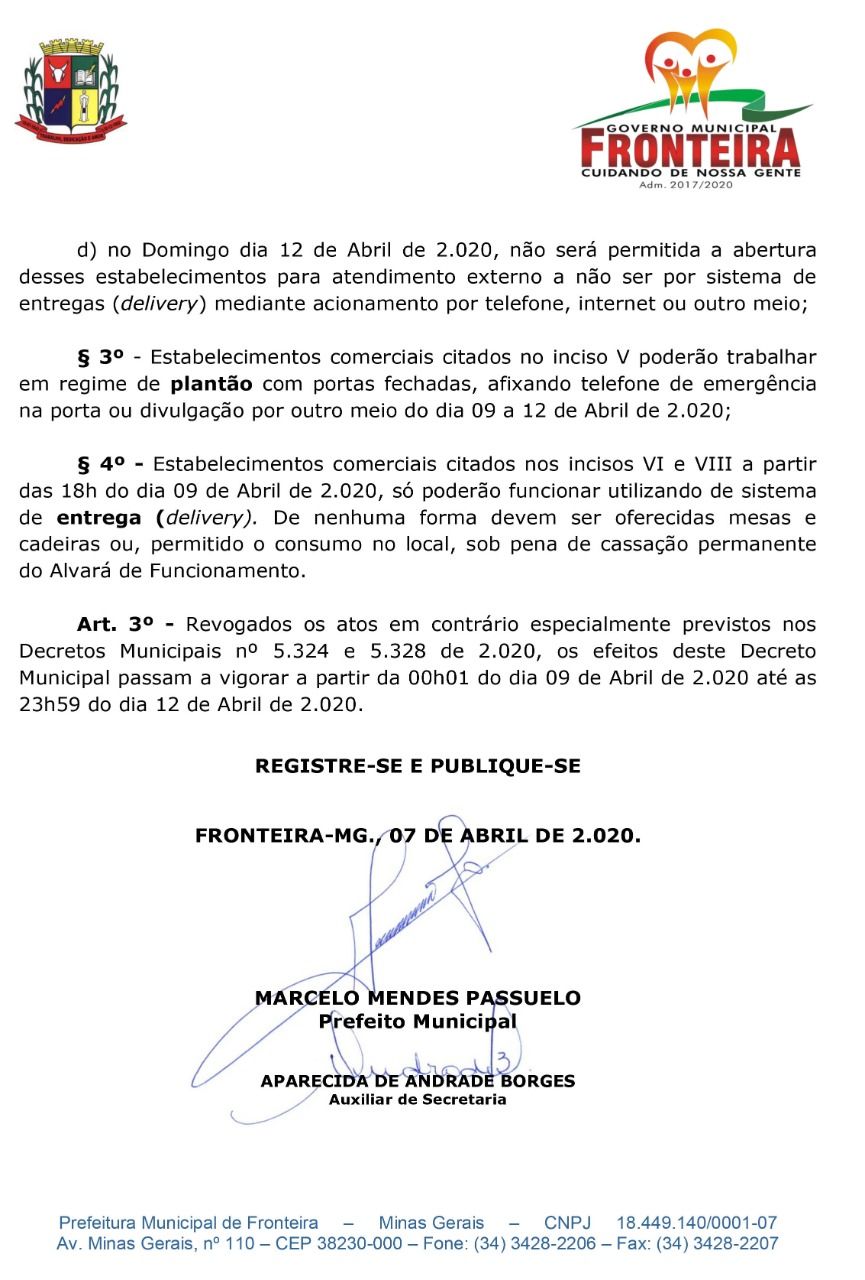 GOVERNO MUNICIPAL
FRONTEIRA
CUIDANDO DE NOSSA GENTE
Adm. 2017/2020
d) no Domingo dia 12 de Abril de 2.020, não será permitida a abertura
desses estabelecimentos para atendimento externo a não ser por sistema de
entregas (delivery) mediante acionamento por telefone, internet ou outro meio;
§ 3º - Estabelecimentos comerciais citados no inciso V poderão trabalhar
em regime de plantão com portas fechadas, afixando telefone de emergência
na porta ou divulgação por outro meio do dia 09 a 12 de Abril de 2.020;
§ 4º - Estabelecimentos comerciais citados nos incisos VI e VIII a partir
das 18h do dia 09 de Abril de 2.020, só poderão funcionar utilizando de sistema
de entrega (delivery). De nenhuma forma devem ser oferecidas mesas e
cadeiras ou, permitido o consumo no local, sob pena de cassação permanente
do Alvará de Funcionamento.
Art. 3º - Revogados os atos em contrário especialmente previstos nos
Decretos Municipais nº 5.324 e 5.328 de 2.020, os efeitos deste Decreto
Municipal passam a vigorar a partir da 00h01 do dia 09 de Abril de 2.020 até as
23h59 do dia 12 de Abril de 2.020.
REGISTRE-SE E PUBLIQUE-SE
FRONTEIRA-MG., 07 DE ABRIL DE 2.020.
MARCELO MENDES PASSUELO
Prefeito Municipal
APARECIDA DE ANDRADE BORGES
Auxiliar de Secretaria
Prefeitura Municipal de Fronteira – Minas Gerais – CNPJ 18.449.140/0001-07
Av. Minas Gerais, nº 110 – CEP 38230-000 – Fone: (34) 3428-2206 – Fax: (34) 3428-2207